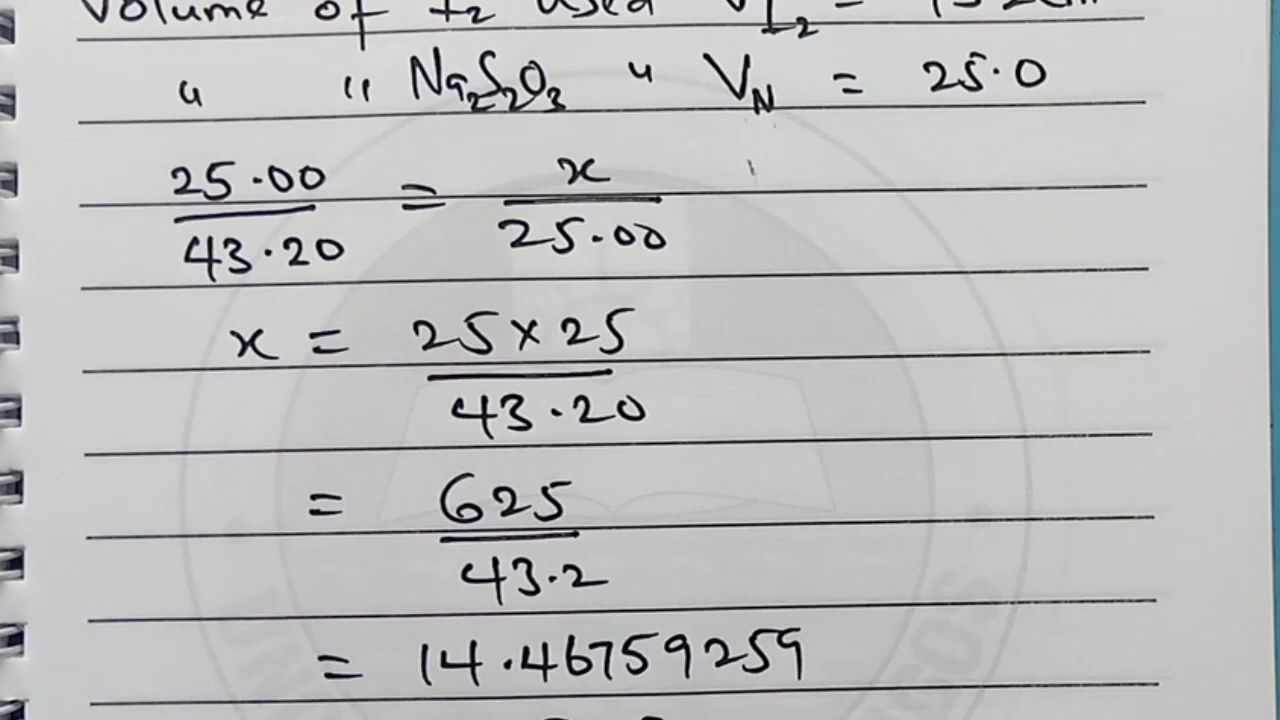 Volume of I2 used VI2 =
" " Na2S2O3 " VN = 25.0
25.00 / 43.20 = x / 25.00
x = 25 x 25 / 43.20
= 625 / 43.2
= 14.46759259